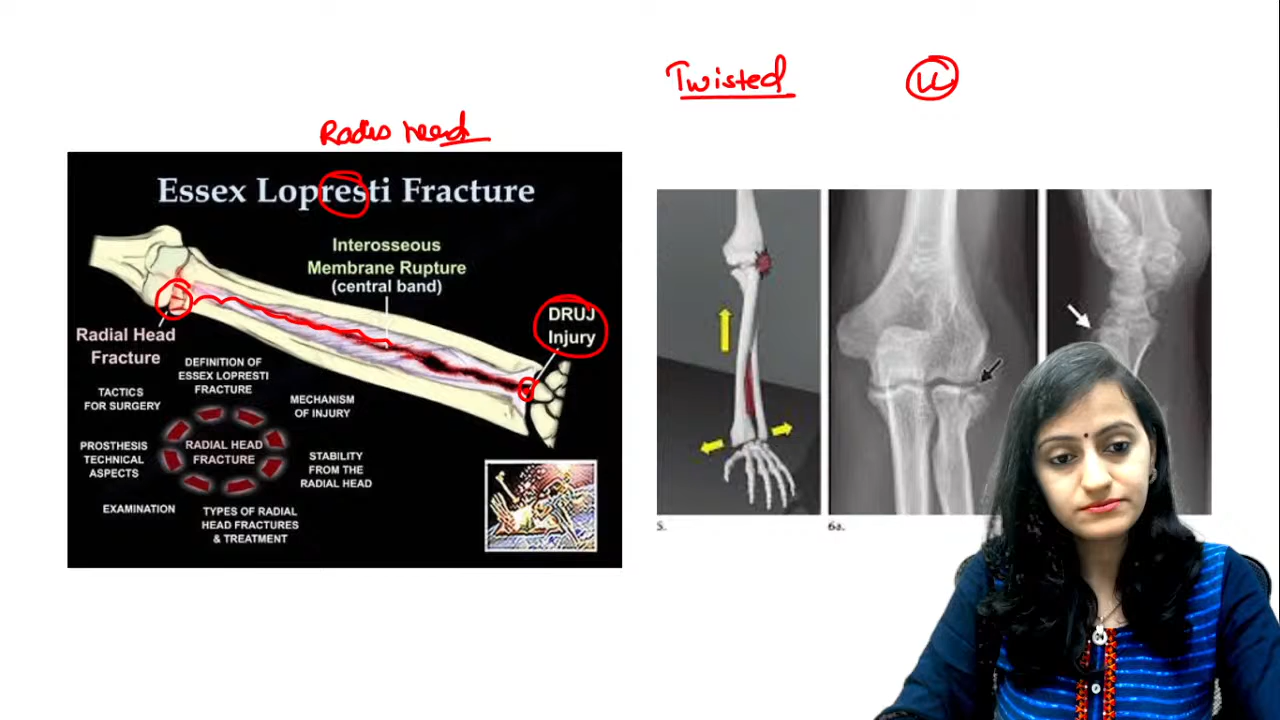 Twisted
UL
Radis head
Essex Lopresti Fracture
Interosseous
Membrane Rupture
(central band)
DRUJ
Injury
Radial Head
Fracture
DEFINITION OF
ESSEX LOPRESTI
FRACTURE
TACTICS
FOR SURGERY
MECHANISM
OF INJURY
PROSTHESIS
TECHNICAL
ASPECTS
RADIAL HEAD
FRACTURE
STABILITY
FROM THE
RADIAL HEAD
EXAMINATION
TYPES OF RADIAL
HEAD FRACTURES
& TREATMENT
5.
6a.